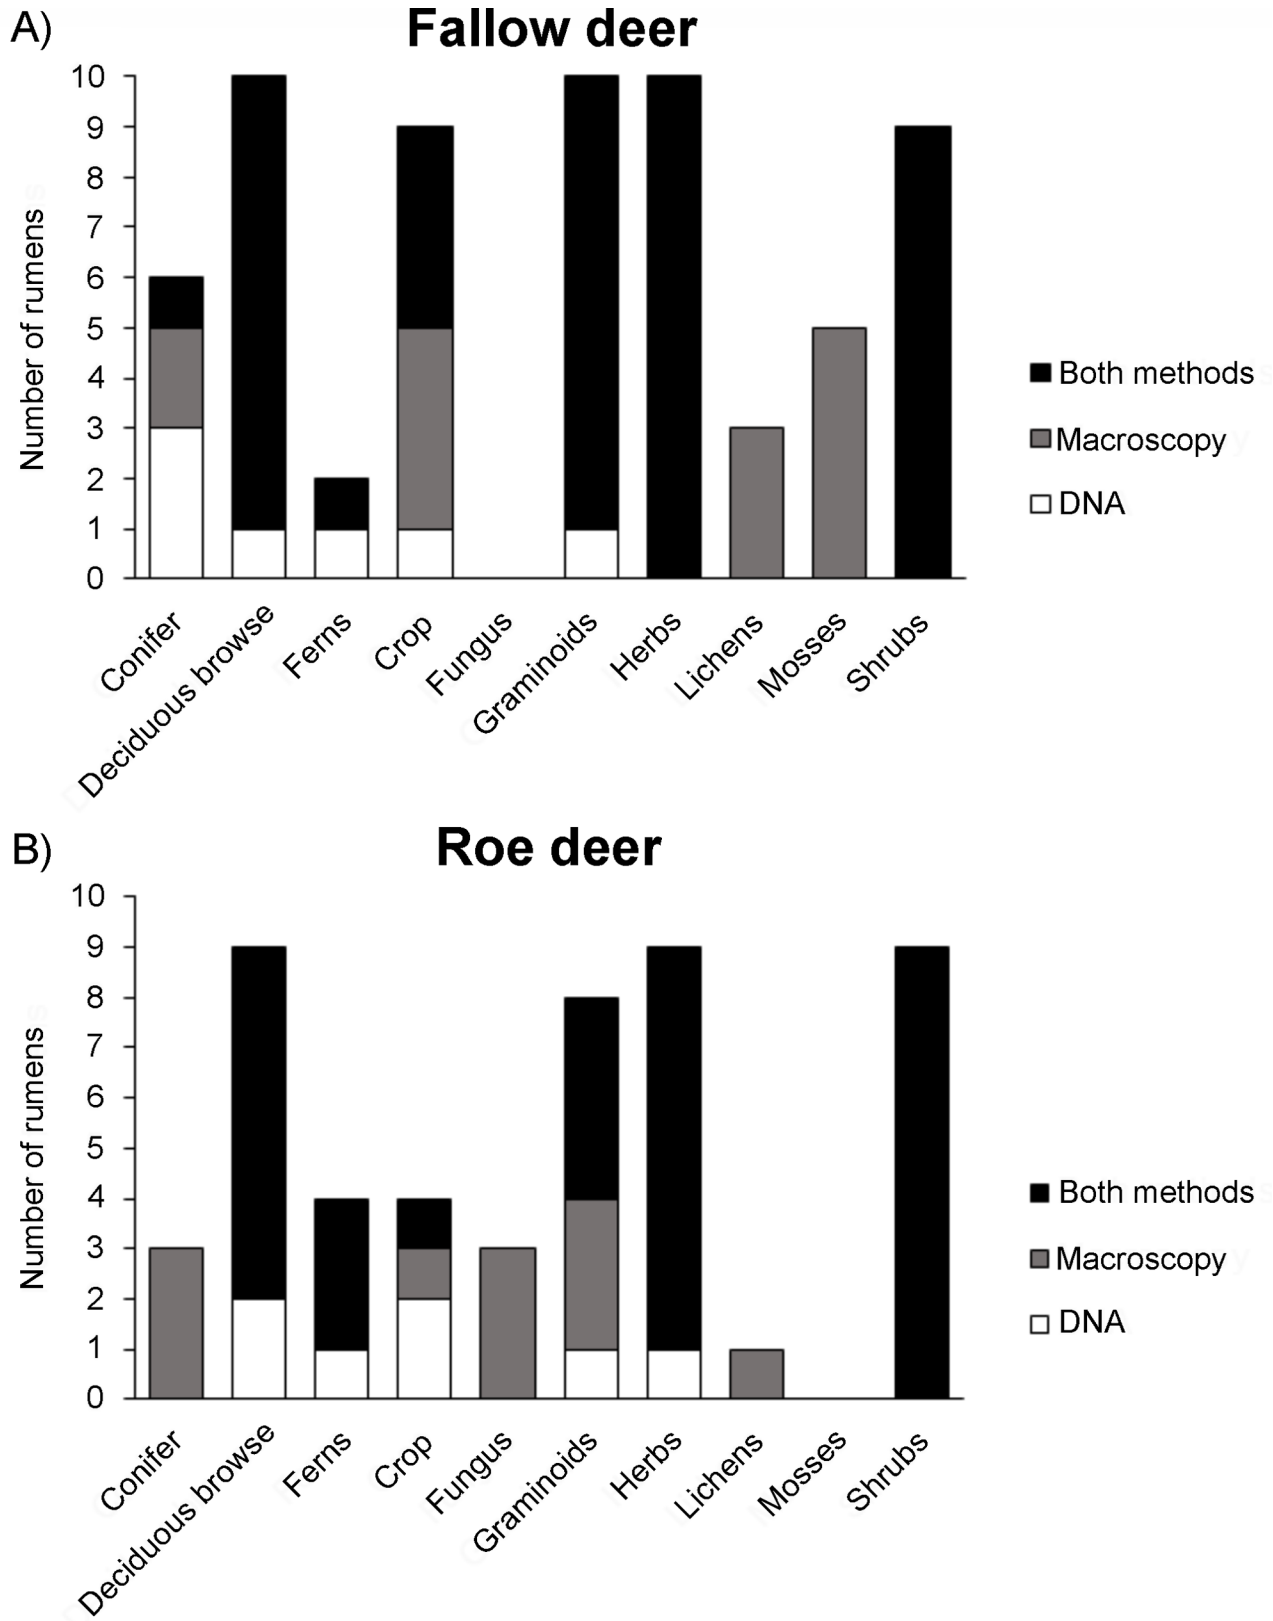 A)
Fallow deer
10
9
8
7
6
5
4
3
2
1
0
Number of rumens
Conifer
Deciduous browse
Ferns
Crop
Fungus
Graminoids
Herbs
Lichens
Mosses
Shrubs
Both methods
Macroscopy
DNA
B)
Roe deer
10
9
8
7
6
5
4
3
2
1
0
Number of rumens
Conifer
Deciduous browse
Ferns
Crop
Fungus
Graminoids
Herbs
Lichens
Mosses
Shrubs
Both methods
Macroscopy
DNA